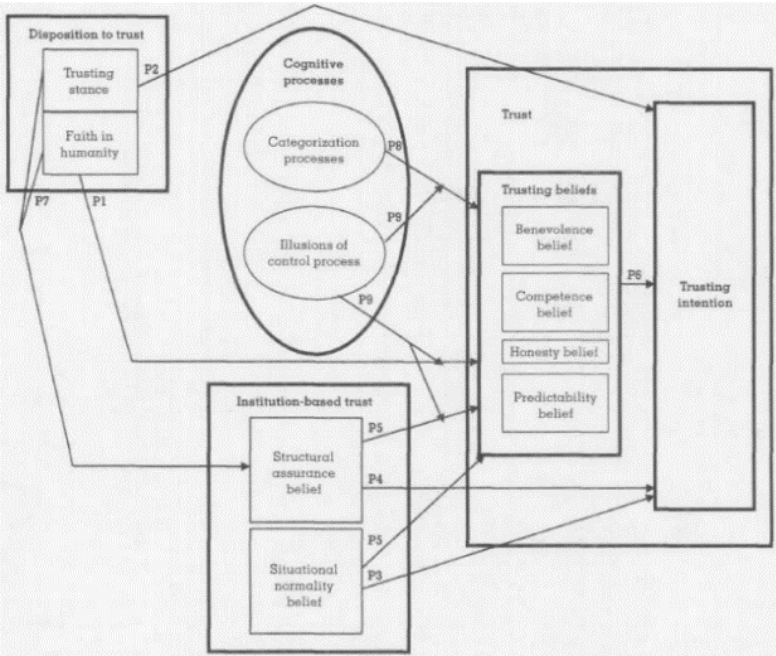 Disposition to trust
Trusting
stance
P2
Faith in
humanity
P7
P1
Cognitive
processes
Categorization
processes
P8
Illusions of
control process
P9
P9
Trust
Trusting beliefs
Benevolence
belief
Competence
belief
Honesty belief
Predictability
belief
P6
Trusting
intention
Institution-based trust
Structural
assurance
belief
P5
P4
Situational
normality
belief
P5
P3